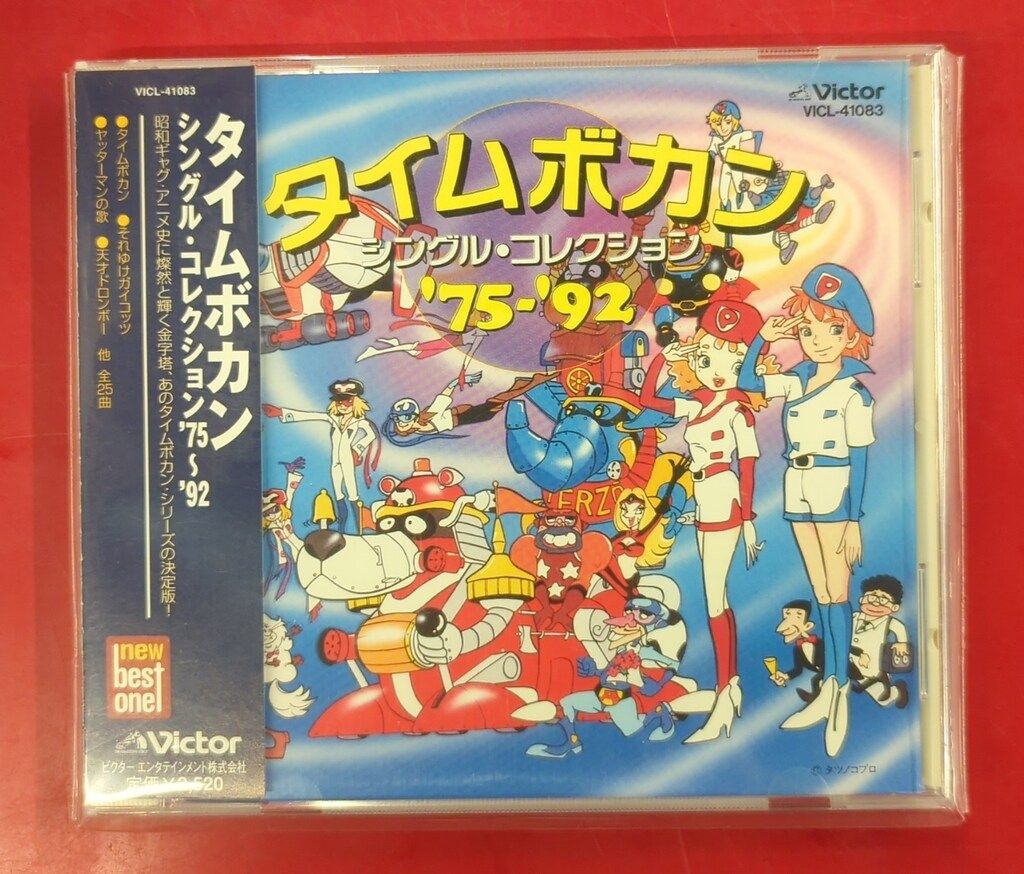 VICL-41083
タイムボカン
シングル・コレクション'75～'92
昭和ギャグ・アニメ史に燦然と輝く金字塔、あのタイムボカン・シリーズの決定版!
●タイムボカン ●それゆけガイコッツ
●ヤッターマンの歌 ●天才ドロンボー 他 全25曲
new
best
one!
Victor
ビクター エンタテインメント株式会社
定価¥2,520
Victor
VICL-41083
タイムボカン
シングル・コレクション
'75-'92
© タツノコプロ